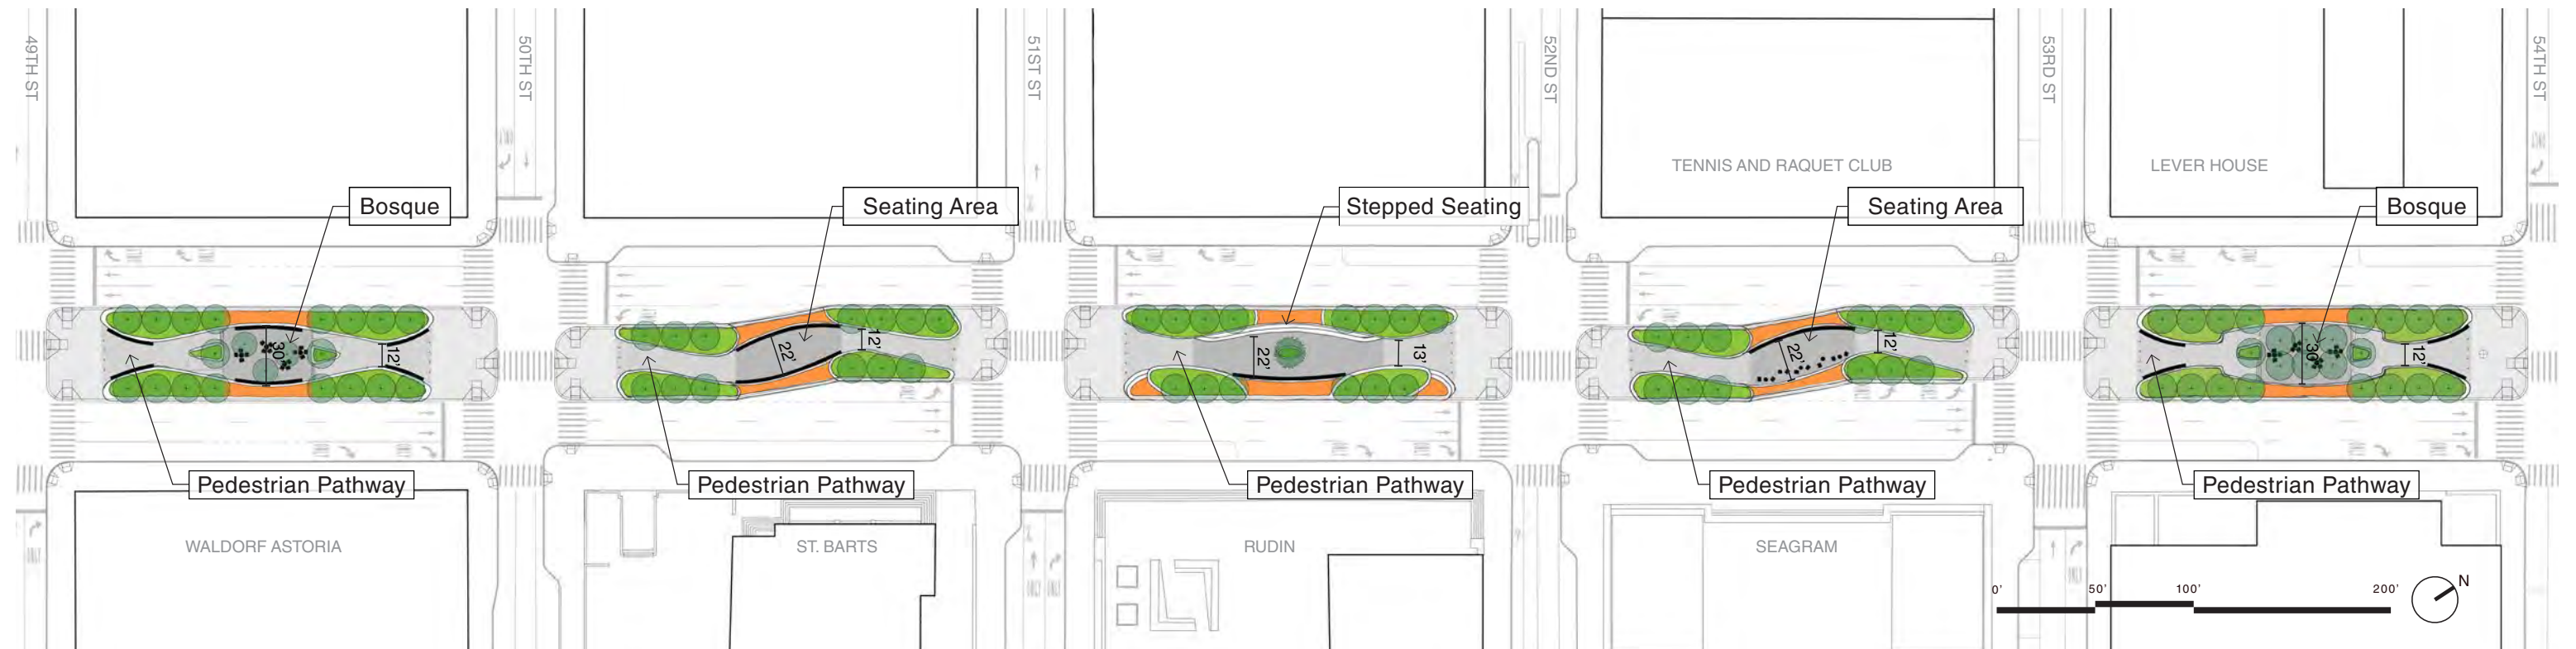 49TH ST
50TH ST
51ST ST
52ND ST
53RD ST
54TH ST
TENNIS AND RAQUET CLUB
LEVER HOUSE
Bosque
Seating Area
Stepped Seating
Seating Area
Bosque
30'
12'
22'
12'
22'
13'
22'
12'
30'
12'
Pedestrian Pathway
Pedestrian Pathway
Pedestrian Pathway
Pedestrian Pathway
Pedestrian Pathway
WALDORF ASTORIA
ST. BARTS
RUDIN
SEAGRAM
0' 50' 100' 200'
N